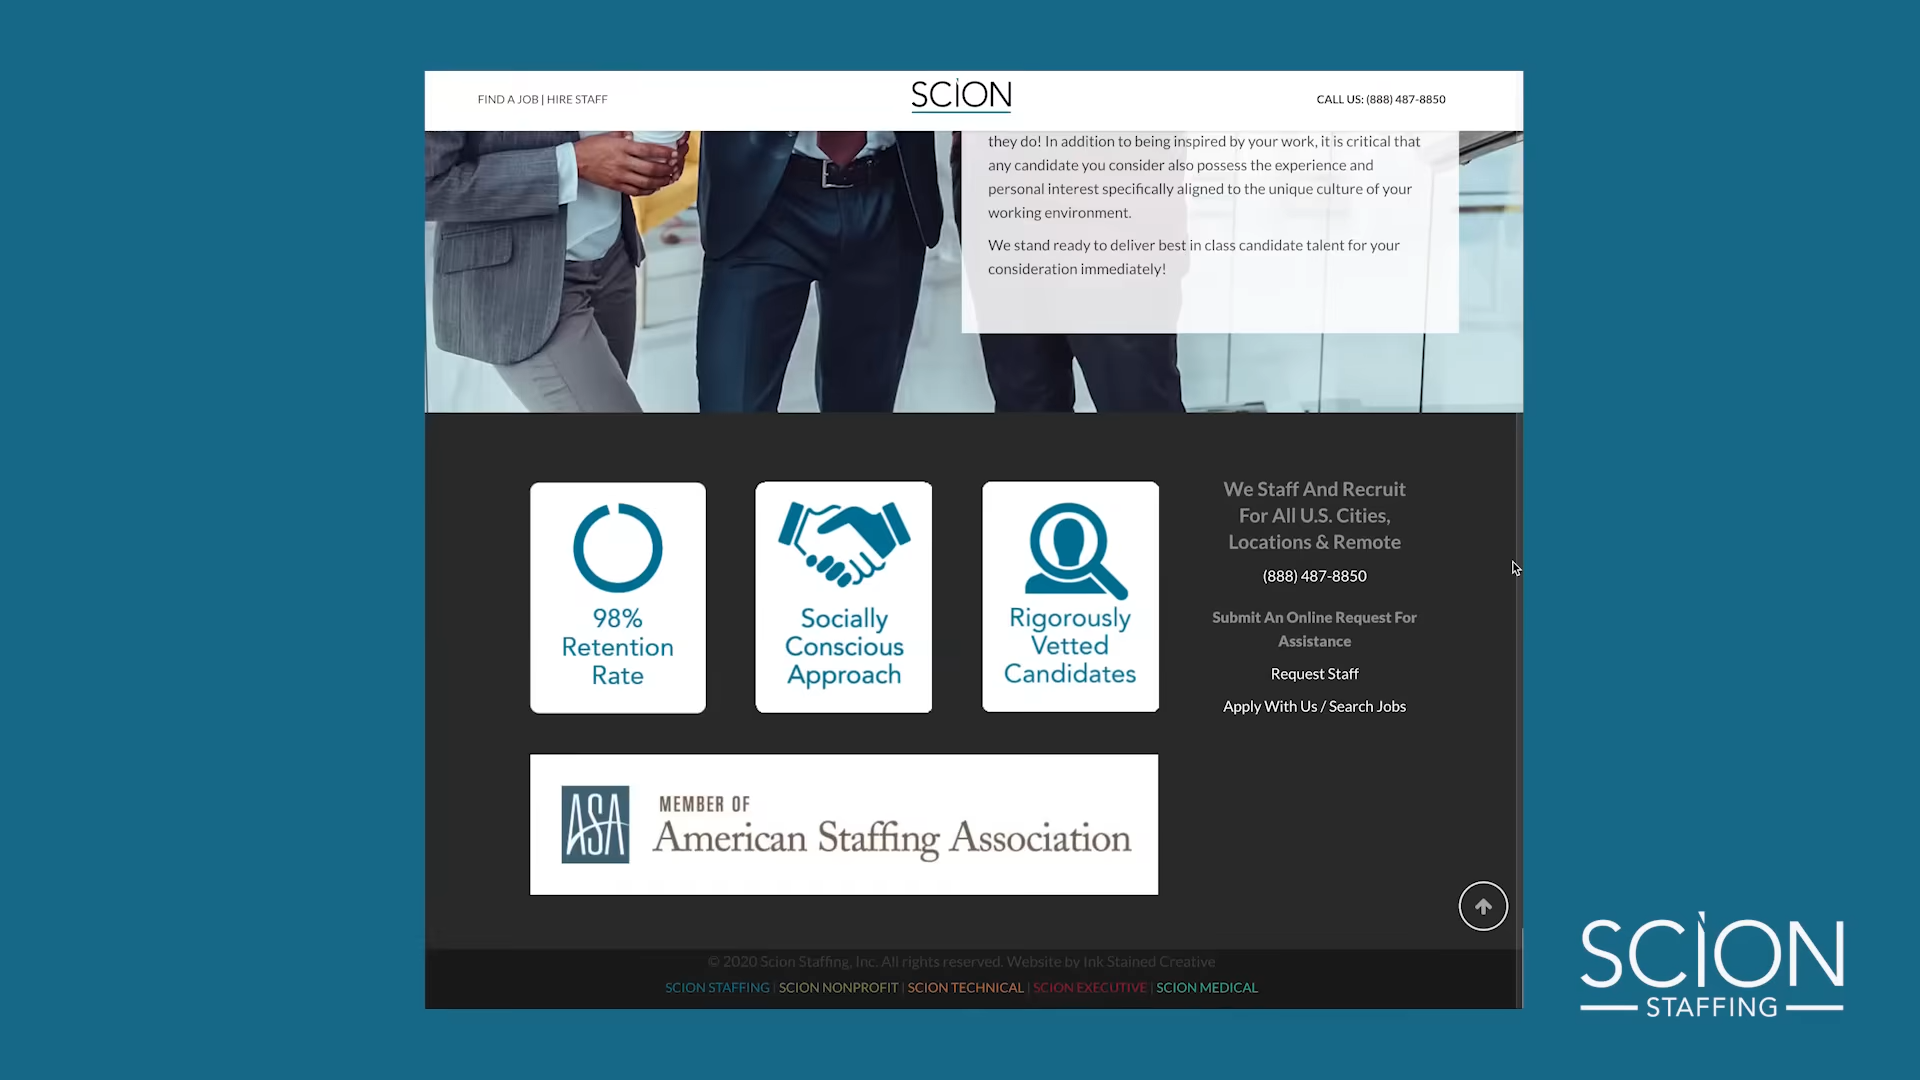 FIND A JOB | HIRE STAFF
SCION
CALL US: (888) 487-8850
they do! In addition to being inspired by your work, it is critical that
any candidate you consider also possess the experience and
personal interest specifically aligned to the unique culture of your
working environment.
We stand ready to deliver best in class candidate talent for your
consideration immediately!
98%
Retention
Rate
Socially
Conscious
Approach
Rigorously
Vetted
Candidates
We Staff And Recruit
For All U.S. Cities,
Locations & Remote
(888) 487-8850
Submit An Online Request For
Assistance
Request Staff
Apply With Us / Search Jobs
ASA
MEMBER OF
American Staffing Association
© 2020 Scion Staffing, Inc. All rights reserved. Website by Ink Stained Creative
SCION STAFFING | SCION NONPROFIT | SCION TECHNICAL | SCION EXECUTIVE | SCION MEDICAL
SCION
STAFFING